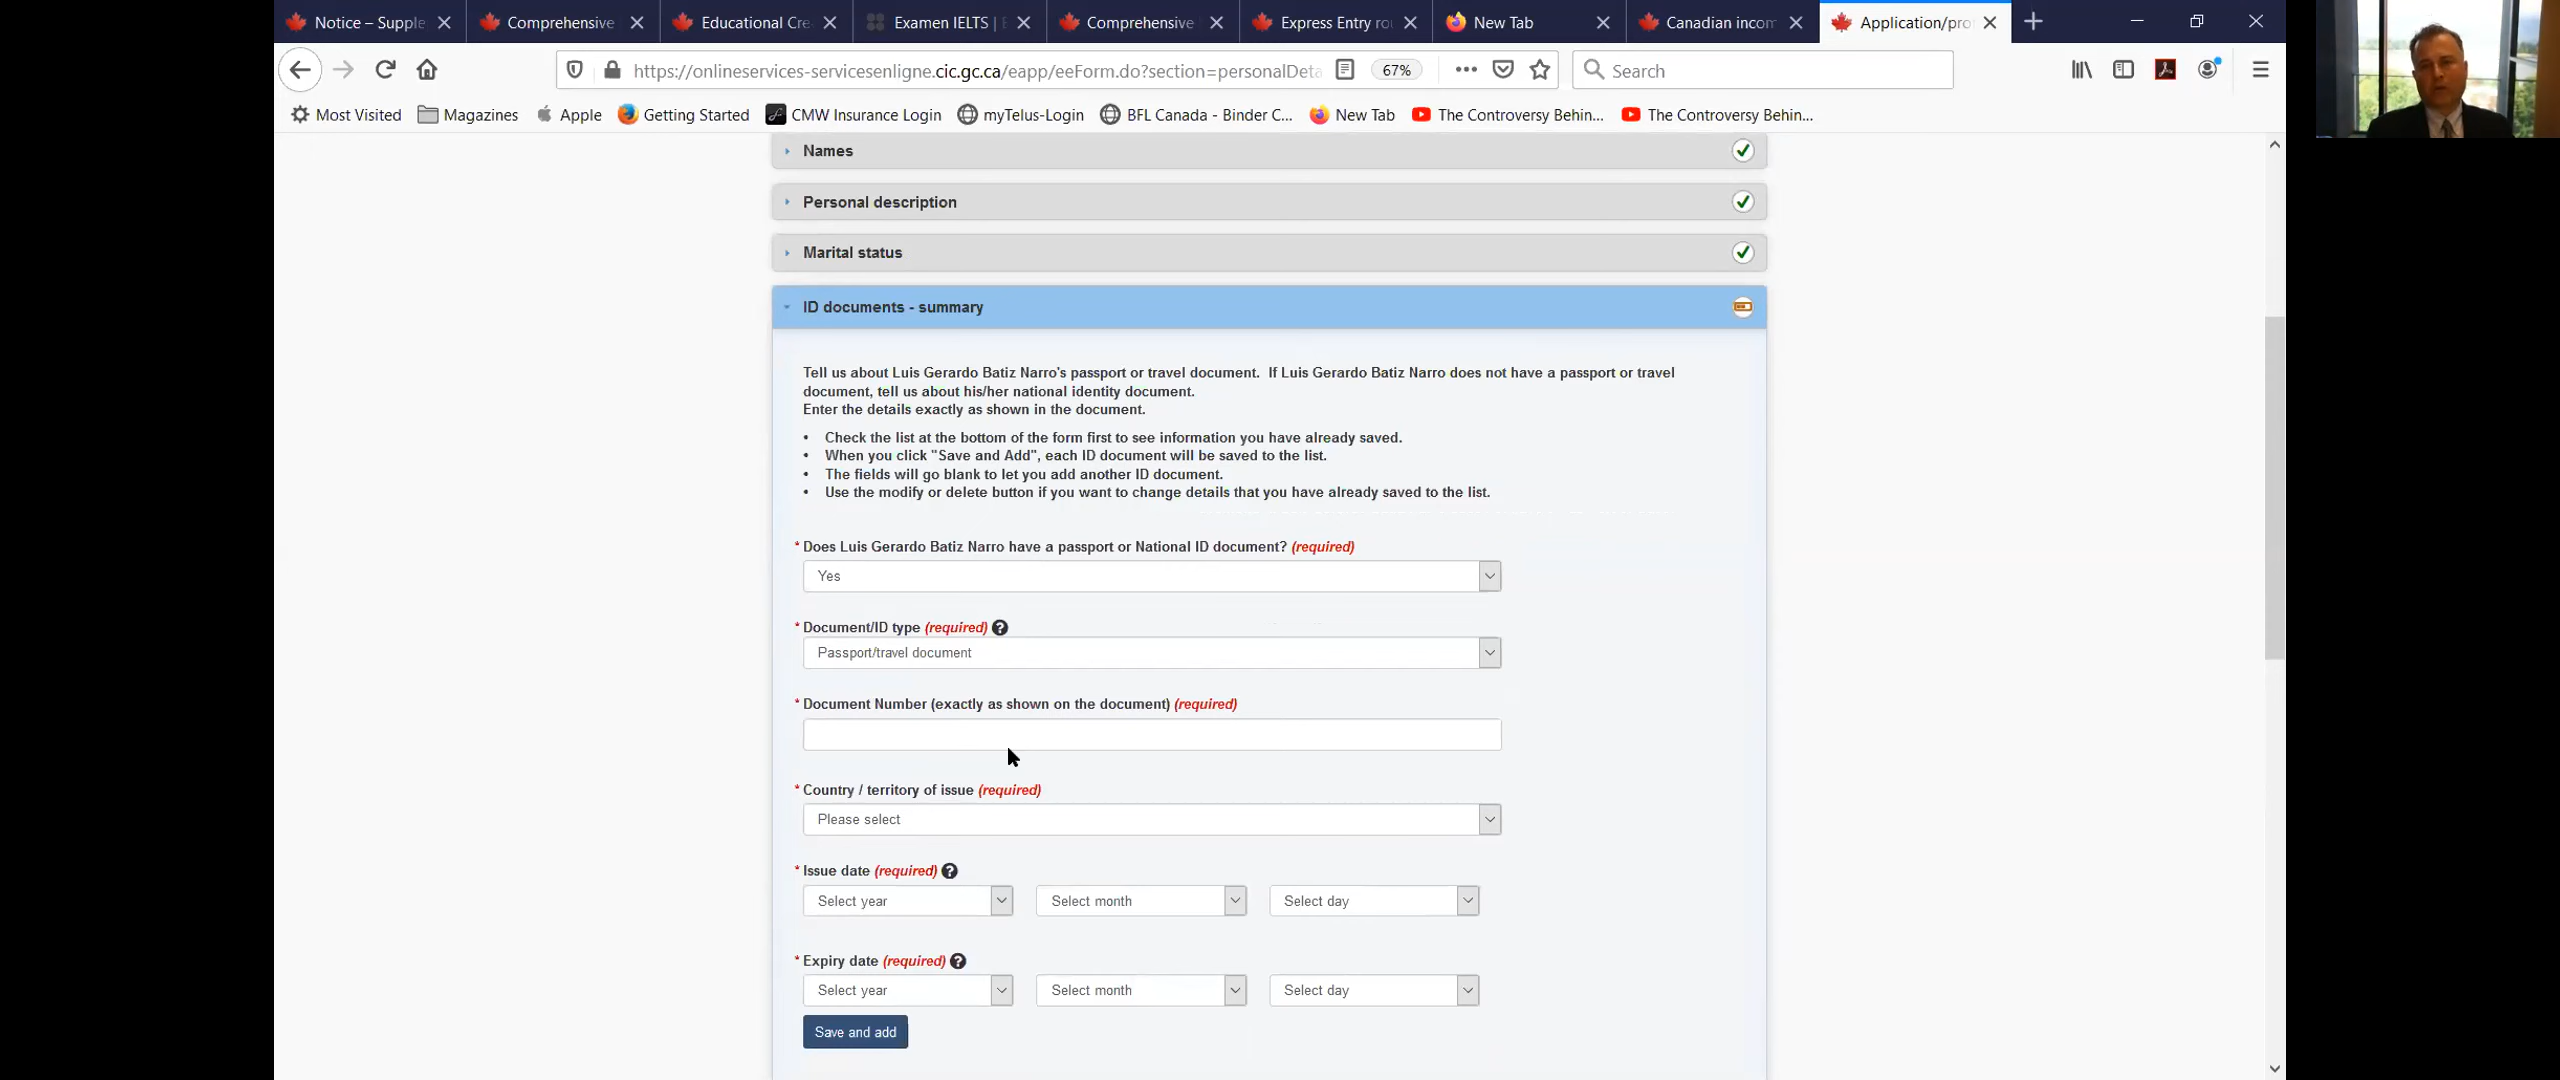 Notice – Supple
Comprehensive
Educational Cre
Examen IELTS |
Comprehensive
Express Entry ro
New Tab
Canadian incom
Application/pro
https://onlineservices-servicesenligne.cic.gc.ca/eapp/eeForm.do?section=personalDeta
67%
Search
Most Visited
Magazines
Apple
Getting Started
CMW Insurance Login
myTelus-Login
BFL Canada - Binder C...
New Tab
The Controversy Behin...
The Controversy Behin...
Names
Personal description
Marital status
ID documents - summary
Tell us about Luis Gerardo Batiz Narro's passport or travel document. If Luis Gerardo Batiz Narro does not have a passport or travel
document, tell us about his/her national identity document.
Enter the details exactly as shown in the document.
• Check the list at the bottom of the form first to see information you have already saved.
• When you click "Save and Add", each ID document will be saved to the list.
• The fields will go blank to let you add another ID document.
• Use the modify or delete button if you want to change details that you have already saved to the list.
* Does Luis Gerardo Batiz Narro have a passport or National ID document? (required)
Yes
* Document/ID type (required) ?
Passport/travel document
* Document Number (exactly as shown on the document) (required)
* Country / territory of issue (required)
Please select
* Issue date (required) ?
Select year Select month Select day
* Expiry date (required) ?
Select year Select month Select day
Save and add